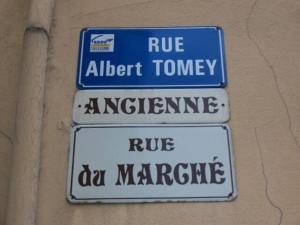 RUE
Albert TOMEY
·ANCIENNE·
RUE
du MARCHÉ